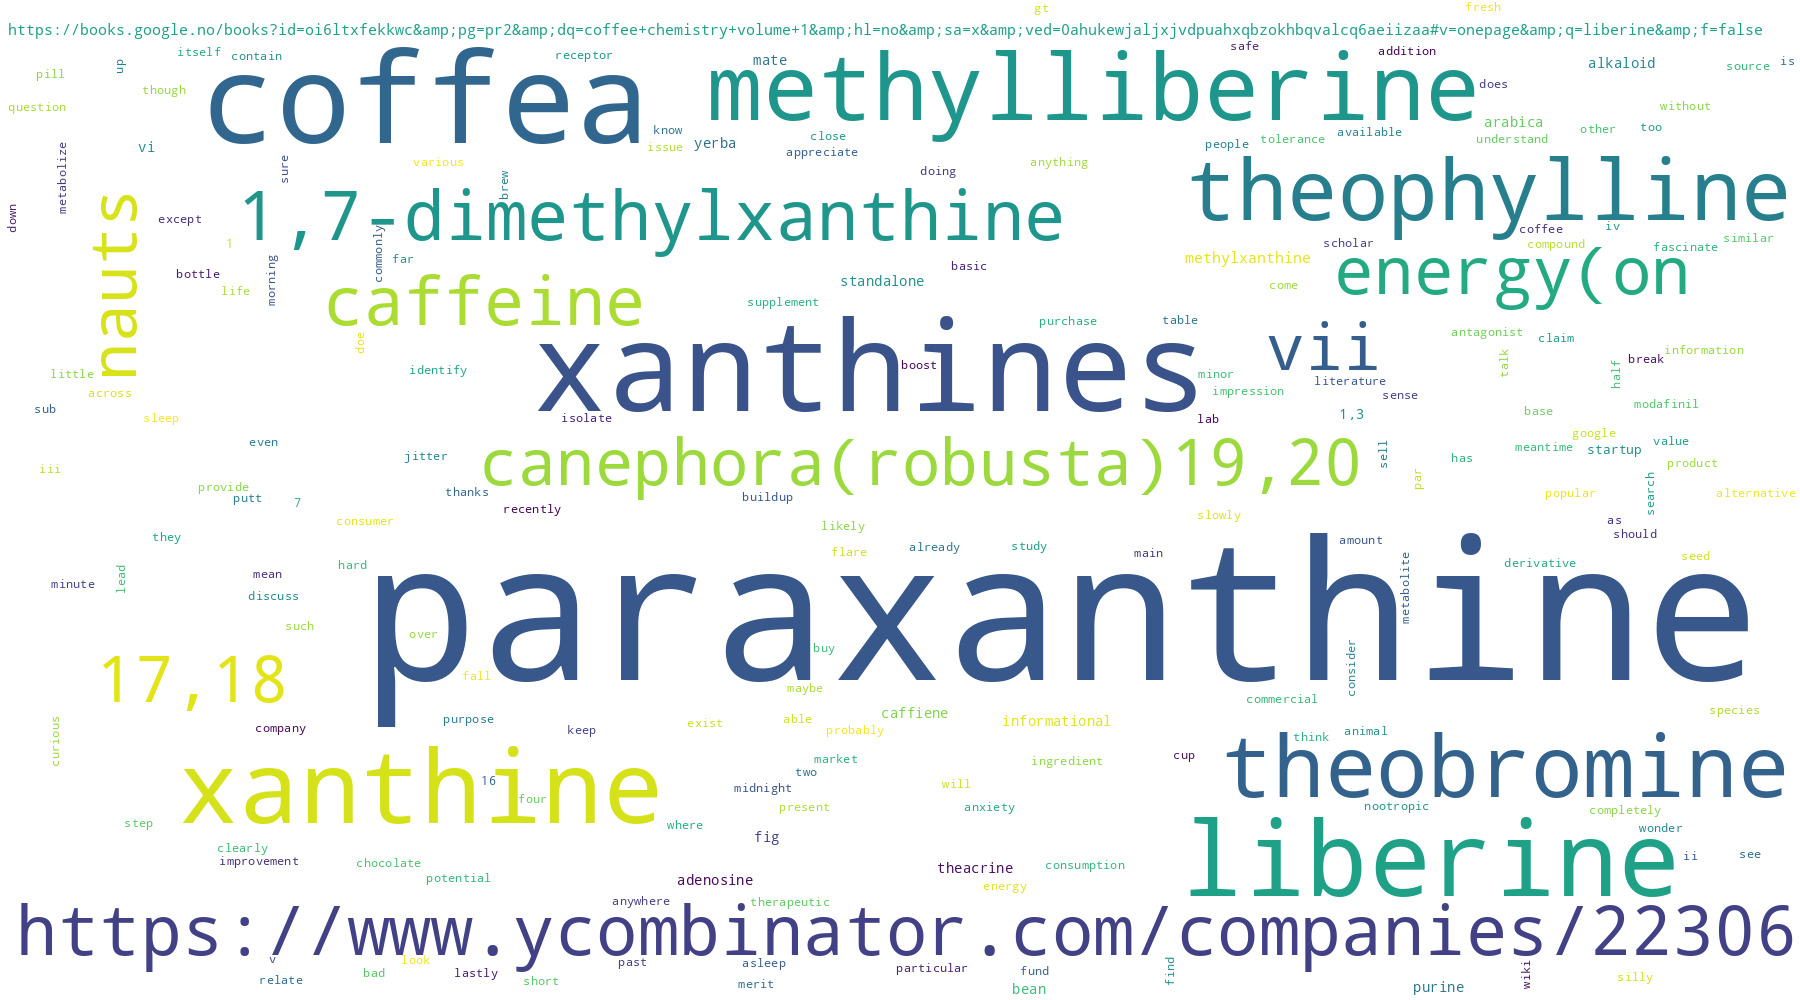 gt fresh
https://books.google.no/books?id=oi6ltxfekkwc&amp;pg=pr2&amp;dq=coffee+chemistry+volume+1&amp;hl=no&amp;sa=x&amp;ved=0ahukewjaljxjvdpuahxqbzokhbqvalcq6aeiizaa#v=onepage&amp;q=liberine&amp;f=false
itself contain receptor mate safe addition alkaloid source is
up pill though coffea methylliberine does
question know yerba close tolerance available arabica other too without
vi issue appreciate people understand
metabolize sure various brew doing anything theophylline
down nauts except 1,7-dimethylxanthine coffee iv
1 commonly scholar compound fascinate similar
bottle morning far basic methylxanthine energy(on
life caffeine standalone come
supplement purchase table vii antagonist claim
doe xanthines talk information
little identify boost minor literature half break
across impression sense
sub sleep isolate lab 1,3 base modafinil
even jitter canephora(robusta)19,20 sell google
iii has meantime startup value
provide thanks buildup par search product
putt 7 recently popular alternative
consumer likely slowly as
they hard flare already study main amount should
minute lead mean paraxanthine metabolite derivative seed
discuss
such over
17,18 buy consider
fall maybe commercial
curious company purpose keep exist able caffiene informational species
probably think animal
xanthine market ingredient cup theobromine
16 two
four midnight will
present anxiety nootropic completely
step where liberine wonder
clearly fig
improvement chocolate theacrine consumption ii see
potential adenosine energy
anywhere therapeutic
https://www.ycombinator.com/companies/22306
v look past asleep particular fund find wiki
relate bad lastly short merit bean purine silly